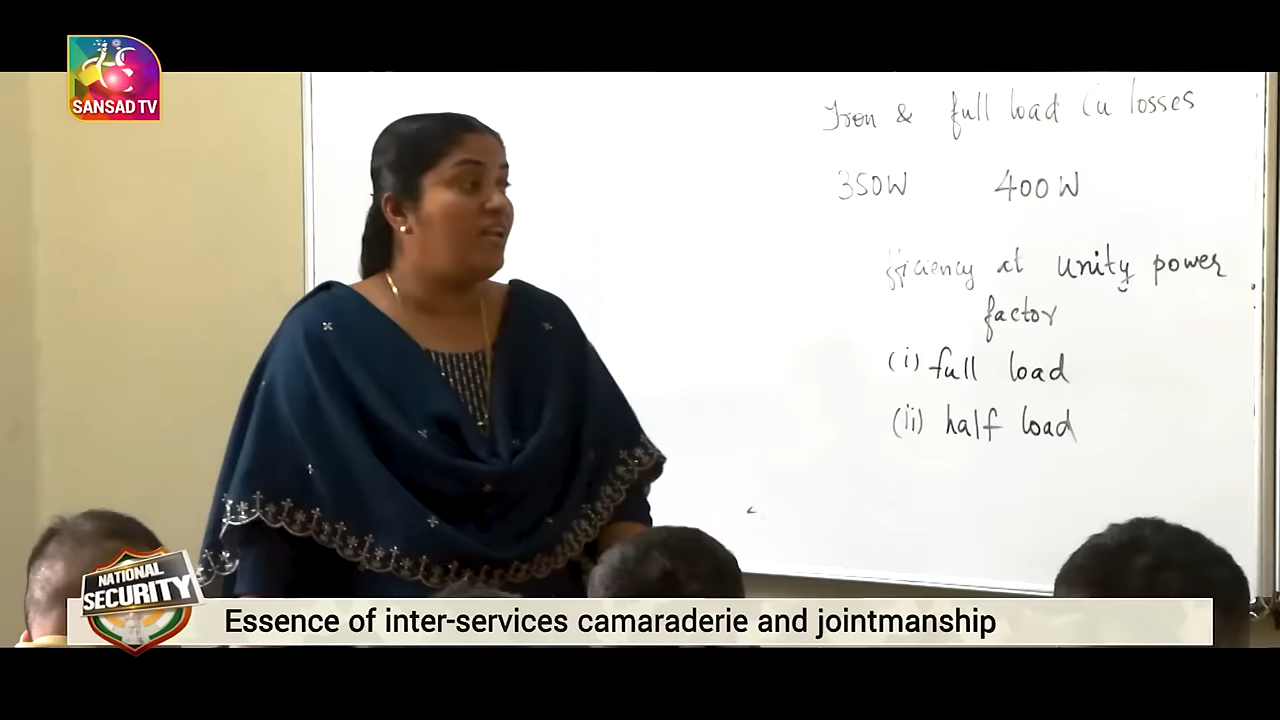 SANSAD TV
Iron & full load Cu losses
350W 400W
fficiency at unity power
factor
(i) full load
(ii) half load
NATIONAL
SECURITY
Essence of inter-services camaraderie and jointmanship